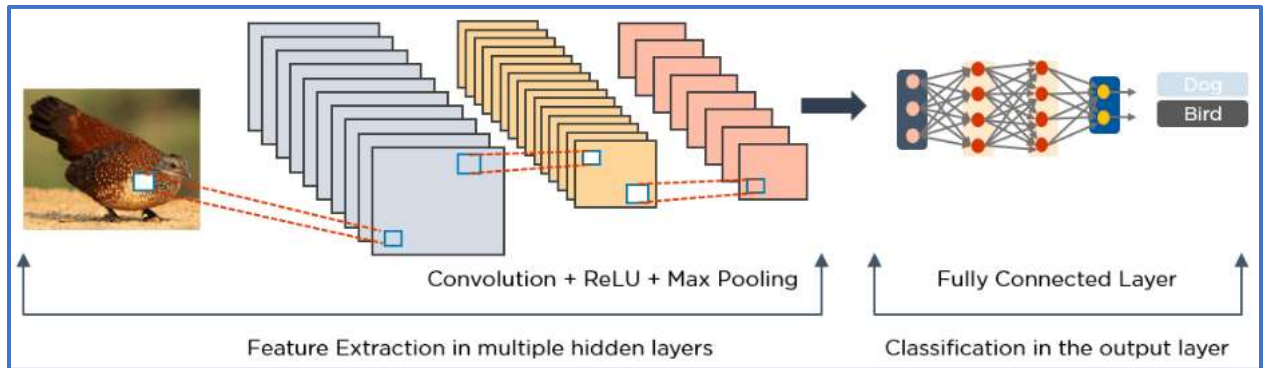 Dog
Bird
Convolution + ReLU + Max Pooling
Fully Connected Layer
Feature Extraction in multiple hidden layers
Classification in the output layer